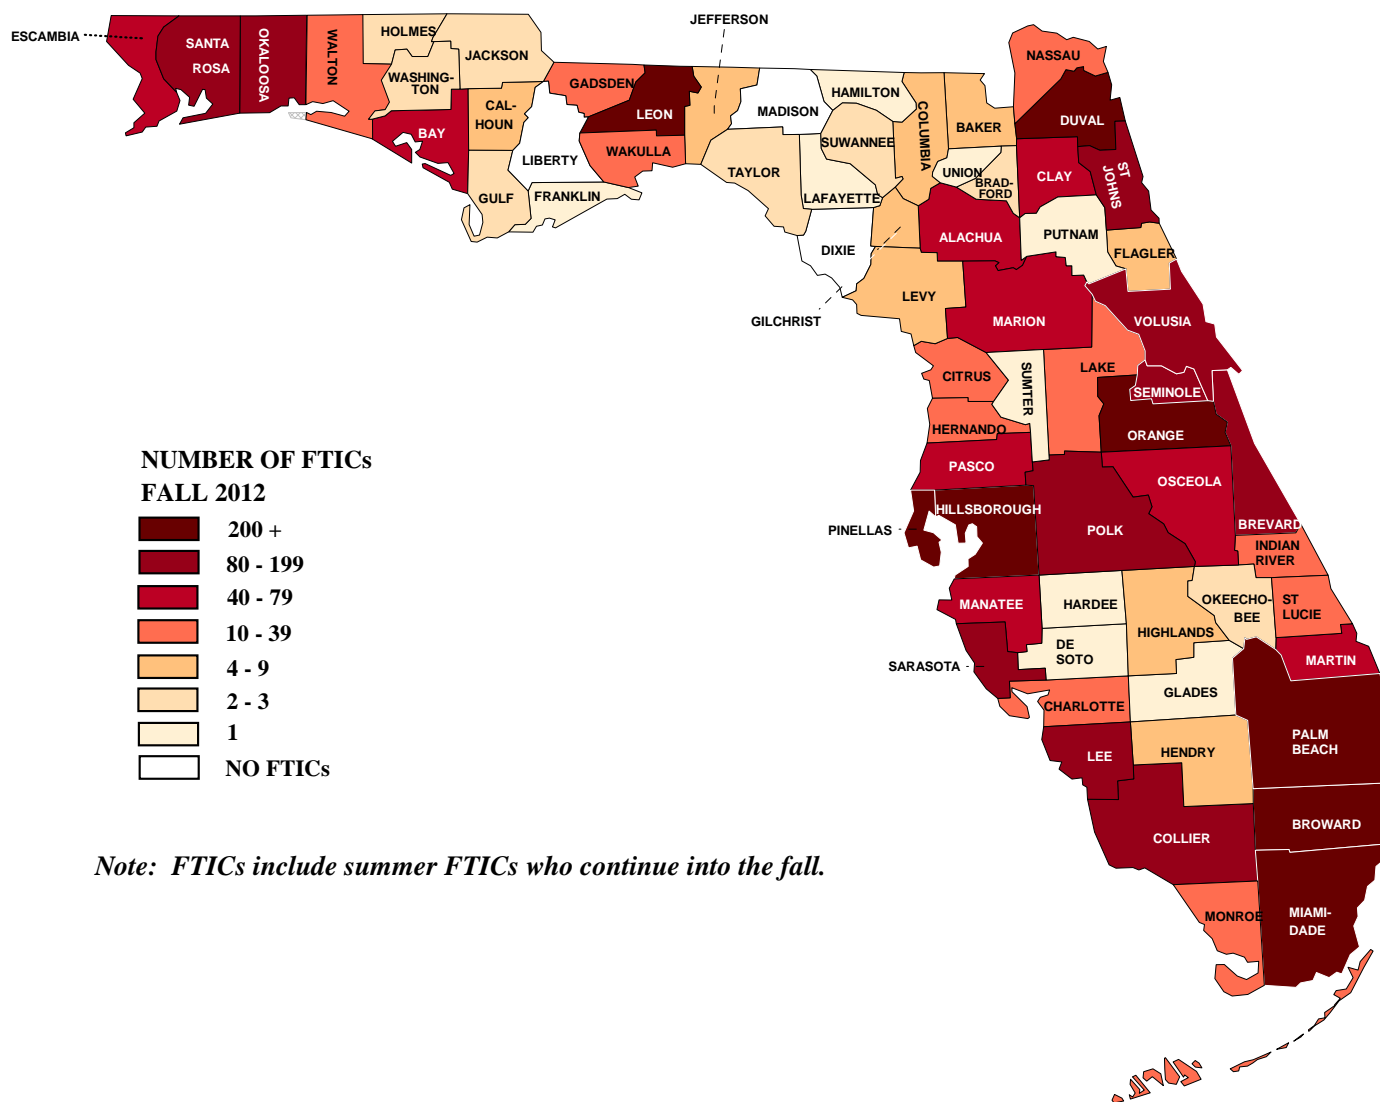 JEFFERSON
ESCAMBIA
SANTA
ROSA
OKALOOSA
WALTON
HOLMES
JACKSON
WASHING-
TON
BAY
CAL-
HOUN
GULF
LIBERTY
FRANKLIN
GADSDEN
LEON
WAKULLA
MADISON
TAYLOR
HAMILTON
SUWANNEE
LAFAYETTE
DIXIE
COLUMBIA
BAKER
UNION
BRAD-
FORD
NASSAU
DUVAL
CLAY
ST
JOHNS
ALACHUA
PUTNAM
FLAGLER
GILCHRIST
LEVY
MARION
VOLUSIA
CITRUS
SUMTER
LAKE
SEMINOLE
HERNANDO
ORANGE
PASCO
OSCEOLA
BREVARD
PINELLAS
HILLSBOROUGH
POLK
INDIAN
RIVER
MANATEE
HARDEE
HIGHLANDS
OKEECHO-
BEE
ST
LUCIE
SARASOTA
DE
SOTO
MARTIN
CHARLOTTE
GLADES
LEE
HENDRY
PALM
BEACH
COLLIER
BROWARD
MONROE
MIAMI-
DADE
NUMBER OF FTICs
FALL 2012
200 +
80 - 199
40 - 79
10 - 39
4 - 9
2 - 3
1
NO FTICs
Note:  FTICs include summer FTICs who continue into the fall.